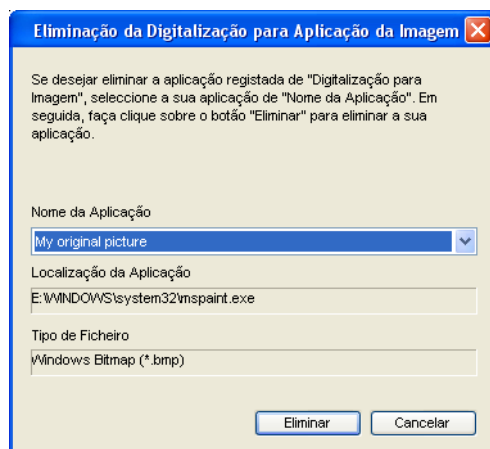 Eliminação da Digitalização para Aplicação da Imagem
Se desejar eliminar a aplicação registada de "Digitalização para
Imagem", seleccione a sua aplicação de "Nome da Aplicação". Em
seguida, faça clique sobre o botão "Eliminar" para eliminar a sua
aplicação.
Nome da Aplicação
My original picture
Localização da Aplicação
E:\WINDOWS\system32\mspaint.exe
Tipo de Ficheiro
Windows Bitmap (*.bmp)
Eliminar Cancelar